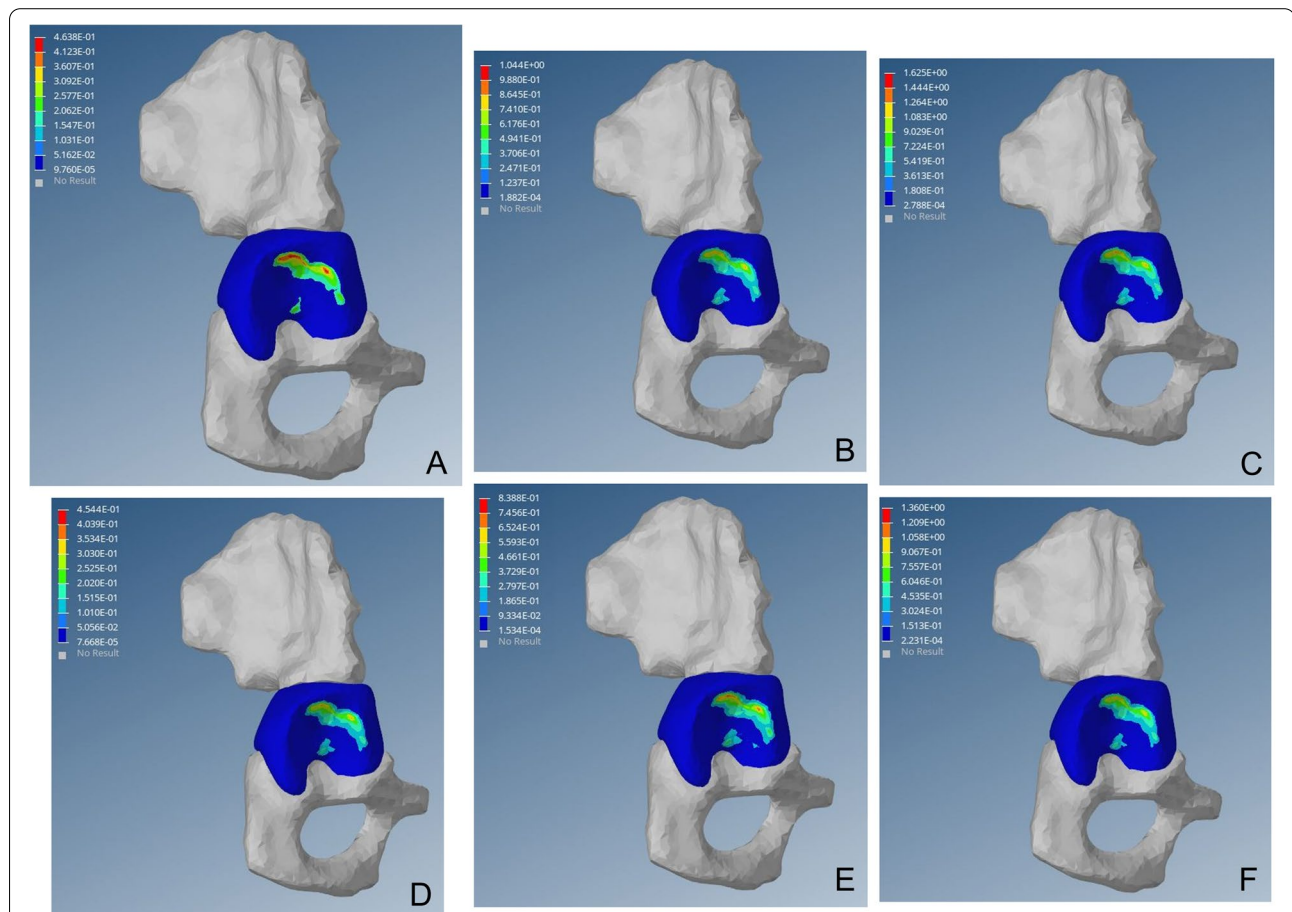 4.638E-01
4.123E-01
3.607E-01
3.092E-01
2.577E-01
2.062E-01
1.547E-01
1.031E-01
5.162E-02
9.760E-05
No Result
A
1.044E+00
9.880E-01
8.645E-01
7.410E-01
6.176E-01
4.941E-01
3.706E-01
2.471E-01
1.237E-01
1.882E-04
No Result
B
1.625E+00
1.444E+00
1.264E+00
1.083E+00
9.029E-01
7.224E-01
5.419E-01
3.613E-01
1.808E-01
2.788E-04
No Result
C
4.544E-01
4.039E-01
3.534E-01
3.030E-01
2.525E-01
2.020E-01
1.515E-01
1.010E-01
5.056E-02
7.668E-05
No Result
D
8.388E-01
7.456E-01
6.524E-01
5.593E-01
4.661E-01
3.729E-01
2.797E-01
1.865E-01
9.334E-02
1.534E-04
No Result
E
1.360E+00
1.209E+00
1.058E+00
9.067E-01
7.557E-01
6.046E-01
4.535E-01
3.024E-01
1.513E-01
2.231E-04
No Result
F